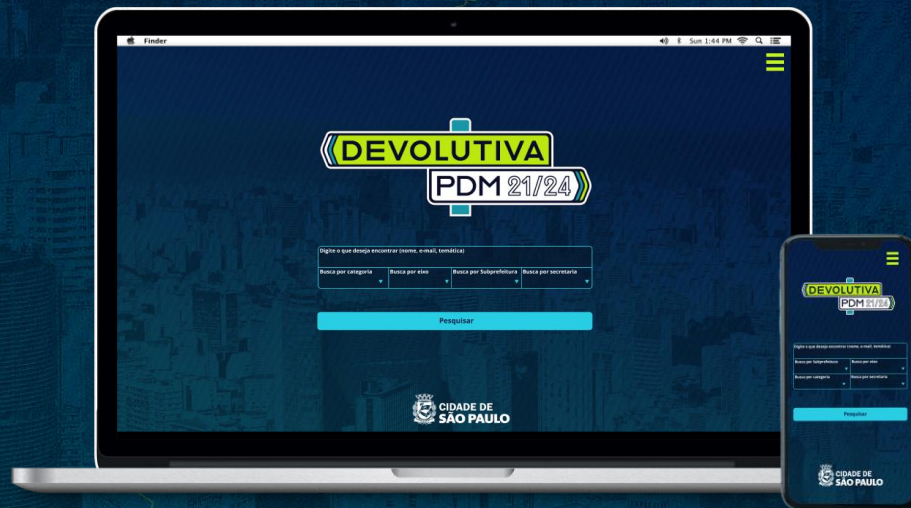 Finder
Sun 1:44 PM
DEVOLUTIVA
PDM 21/24
Digite o que deseja encontrar (nome, e-mail, temática)
Busca por categoria Busca por eixo Busca por Subprefeitura Busca por secretaria
Pesquisar
CIDADE DE
SÃO PAULO
DEVOLUTIVA
PDM 21/24
Digite o que deseja encontrar (nome, e-mail, temática)
Busca por Subprefeitura Busca por eixo
Busca por categoria Busca por secretaria
Pesquisar
CIDADE DE
SÃO PAULO